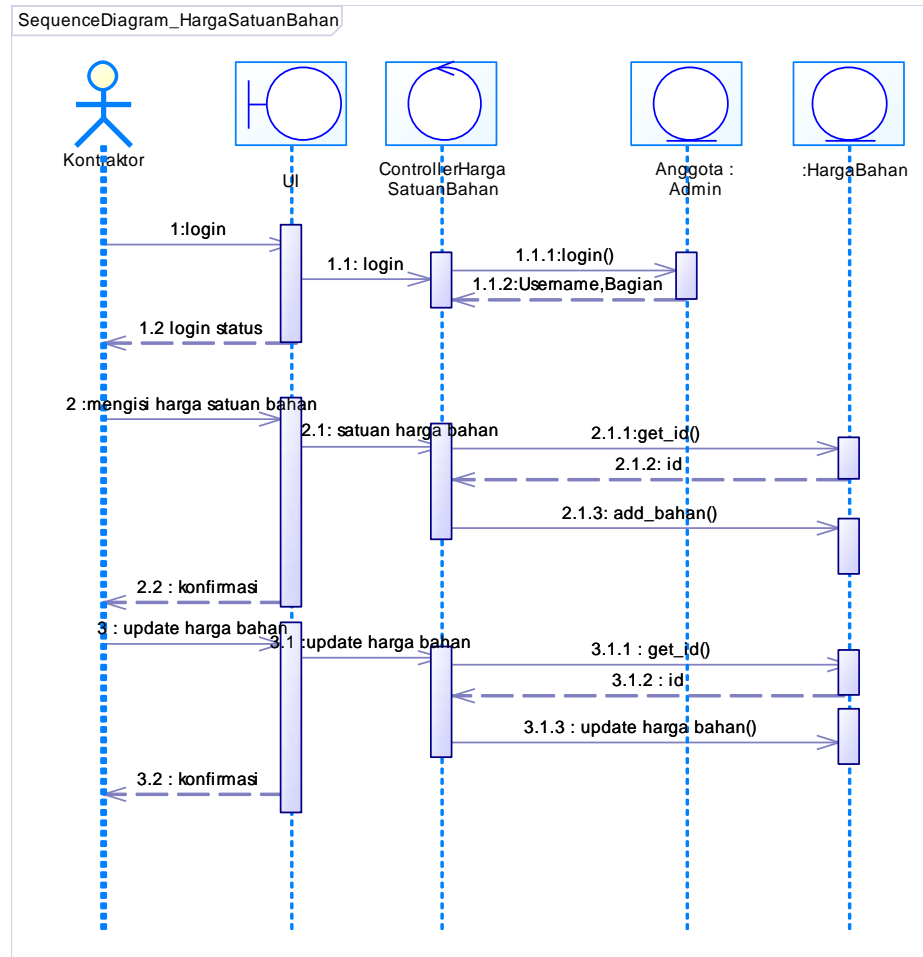 SequenceDiagram_HargaSatuanBahan
Kontraktor
UI
ControllerHarga
SatuanBahan
Anggota :
Admin
:HargaBahan
1:login
1.1: login
1.1.1:login()
1.1.2:Username,Bagian
1.2 login status
2 :mengisi harga satuan bahan
2.1: satuan harga bahan
2.1.1:get_id()
2.1.2: id
2.1.3: add_bahan()
2.2 : konfirmasi
3 : update harga bahan
3.1 :update harga bahan
3.1.1 : get_id()
3.1.2 : id
3.1.3 : update harga bahan()
3.2 : konfirmasi